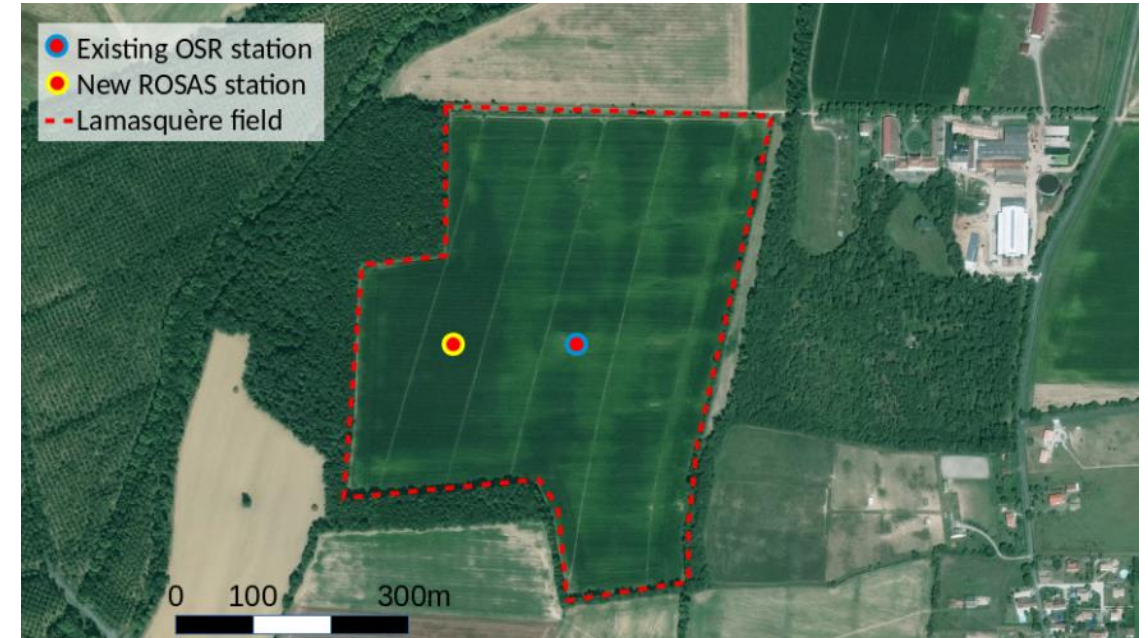 Existing OSR station
New ROSAS station
Lamasquère field
0 100 300m